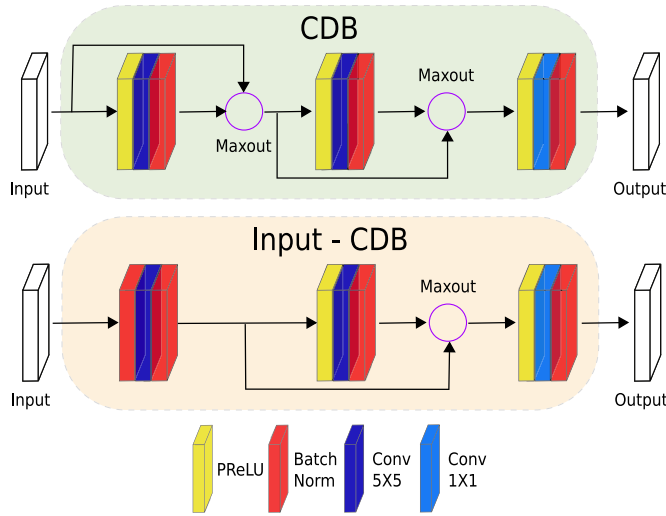 CDB
Maxout
Maxout
Input
Output
Input - CDB
Maxout
Input
Output
PReLU
Batch
Norm
Conv
5X5
Conv
1X1